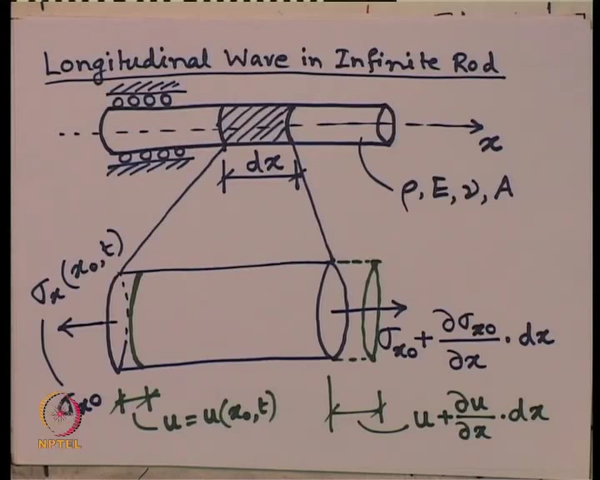 Longitudinal Wave in Infinite Rod
x
dx
ρ, E, ν, A
σx(x₀,t)
σx₀ + ∂σx₀/∂x · dx
σx₀
u = u(x₀,t)
u + ∂u/∂x · dx
NPTEL